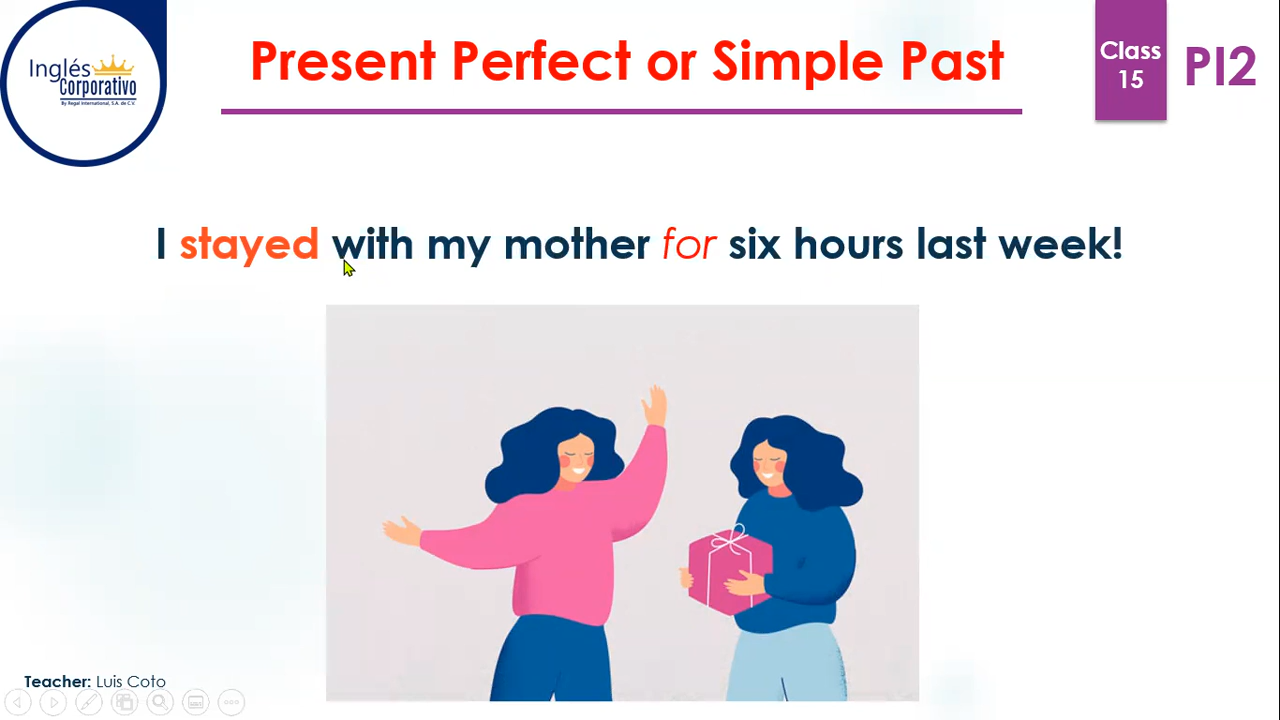 Inglés
Corporativo
By Regal International, S.A. de C.V.
Present Perfect or Simple Past
Class
15
PI2
I stayed with my mother for six hours last week!
Teacher: Luis Coto